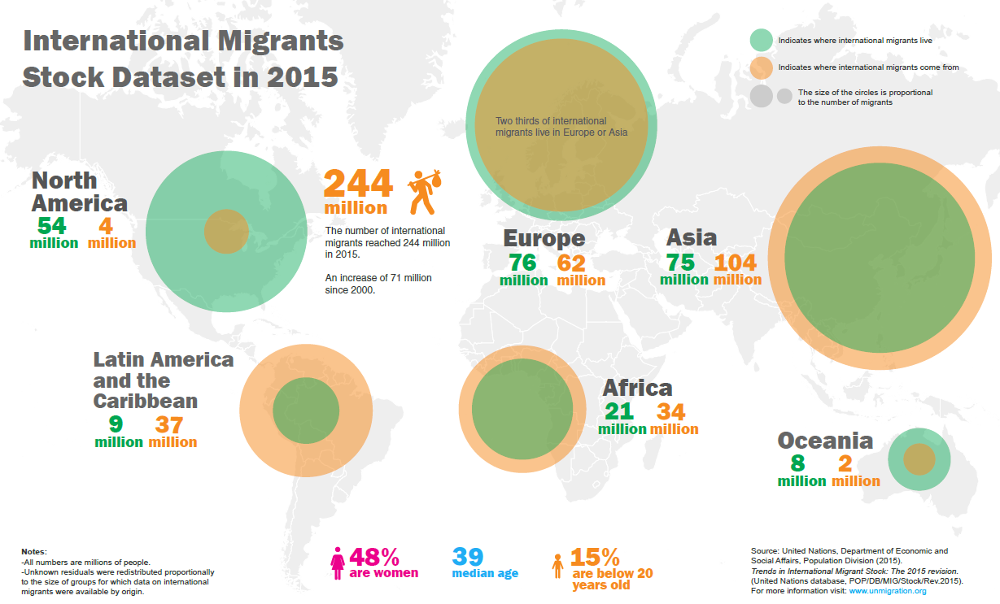 International Migrants
Stock Dataset in 2015
Indicates where international migrants live
Indicates where international migrants come from
The size of the circles is proportional
to the number of migrants
Two thirds of international
migrants live in Europe or Asia
North
America
54 4
million million
244
million
The number of international
migrants reached 244 million
in 2015.
An increase of 71 million
since 2000.
Europe
76 62
million million
Asia
75 104
million million
Latin America
and the
Caribbean
9 37
million million
Africa
21 34
million million
Oceania
8 2
million million
Notes:
-All numbers are millions of people.
-Unknown residuals were redistributed proportionally
to the size of groups for which data on international
migrants were available by origin.
48%
are women
39
median age
15%
are below 20
years old
Source: United Nations, Department of Economic and
Social Affairs, Population Division (2015).
Trends in International Migrant Stock: The 2015 revision.
(United Nations database, POP/DB/MIG/Stock/Rev.2015).
For more information visit: www.unmigration.org